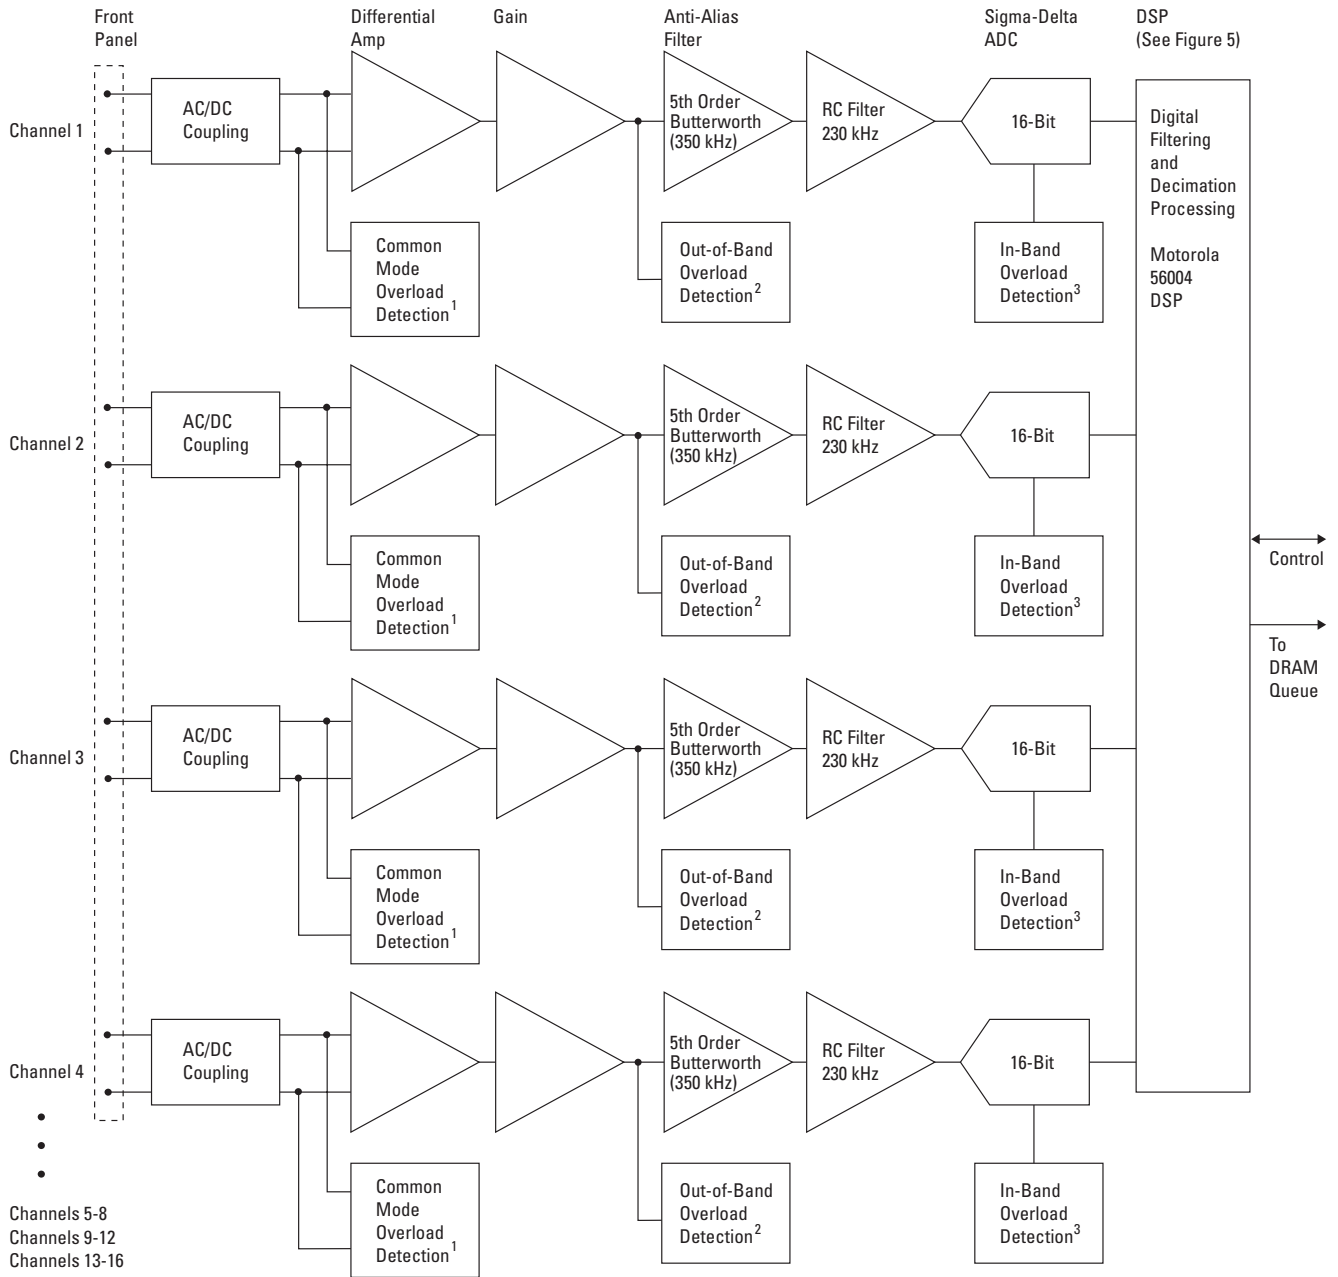 Front
Panel
Differential
Amp
Gain
Anti-Alias
Filter
Sigma-Delta
ADC
DSP
(See Figure 5)
Channel 1
AC/DC
Coupling
5th Order
Butterworth
(350 kHz)
RC Filter
230 kHz
16-Bit
Digital
Filtering
and
Decimation
Processing
Motorola
56004
DSP
Common
Mode
Overload
Detection1
Out-of-Band
Overload
Detection2
In-Band
Overload
Detection3
Channel 2
AC/DC
Coupling
5th Order
Butterworth
(350 kHz)
RC Filter
230 kHz
16-Bit
Common
Mode
Overload
Detection1
Out-of-Band
Overload
Detection2
In-Band
Overload
Detection3
Control
To
DRAM
Queue
Channel 3
AC/DC
Coupling
5th Order
Butterworth
(350 kHz)
RC Filter
230 kHz
16-Bit
Common
Mode
Overload
Detection1
Out-of-Band
Overload
Detection2
In-Band
Overload
Detection3
Channel 4
AC/DC
Coupling
5th Order
Butterworth
(350 kHz)
RC Filter
230 kHz
16-Bit
Common
Mode
Overload
Detection1
Out-of-Band
Overload
Detection2
In-Band
Overload
Detection3
Channels 5-8
Channels 9-12
Channels 13-16